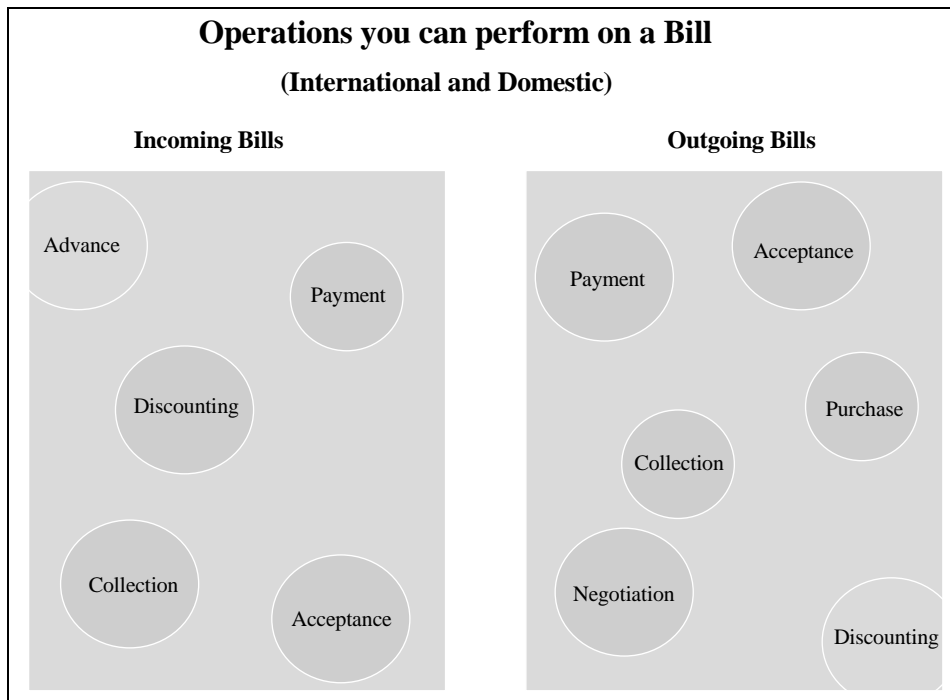 Operations you can perform on a Bill
(International and Domestic)
Incoming Bills
Advance
Payment
Discounting
Collection
Acceptance
Outgoing Bills
Payment
Acceptance
Purchase
Collection
Negotiation
Discounting